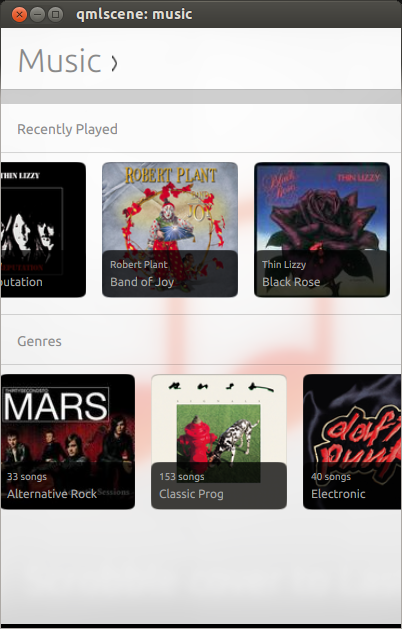 qmlscene: music
Music ›
Recently Played
THIN LIZZY
putation
ROBERT PLANT
JOY
Robert Plant
Band of Joy
Black Rose
THIN LIZZY
Thin Lizzy
Black Rose
Genres
THIRTY SECONDS TO
MARS
Sessions
33 songs
Alternative Rock
153 songs
Classic Prog
daft
punk
40 songs
Electronic